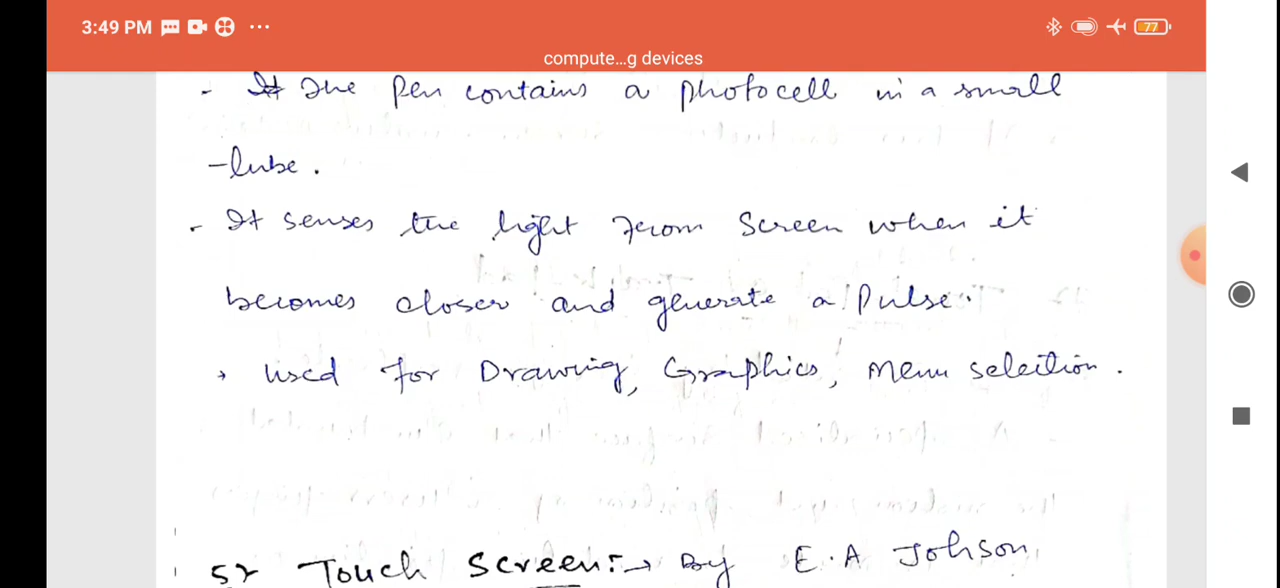 3:49 PM 77
compute...g devices
- The Pen contains a photocell in a small
tube.
- It senses the light from Screen when it
becomes closer and generate a Pulse.
→ used for Drawing, Graphics, Menu selection.
5> Touch Screen:→ By E.A Johson